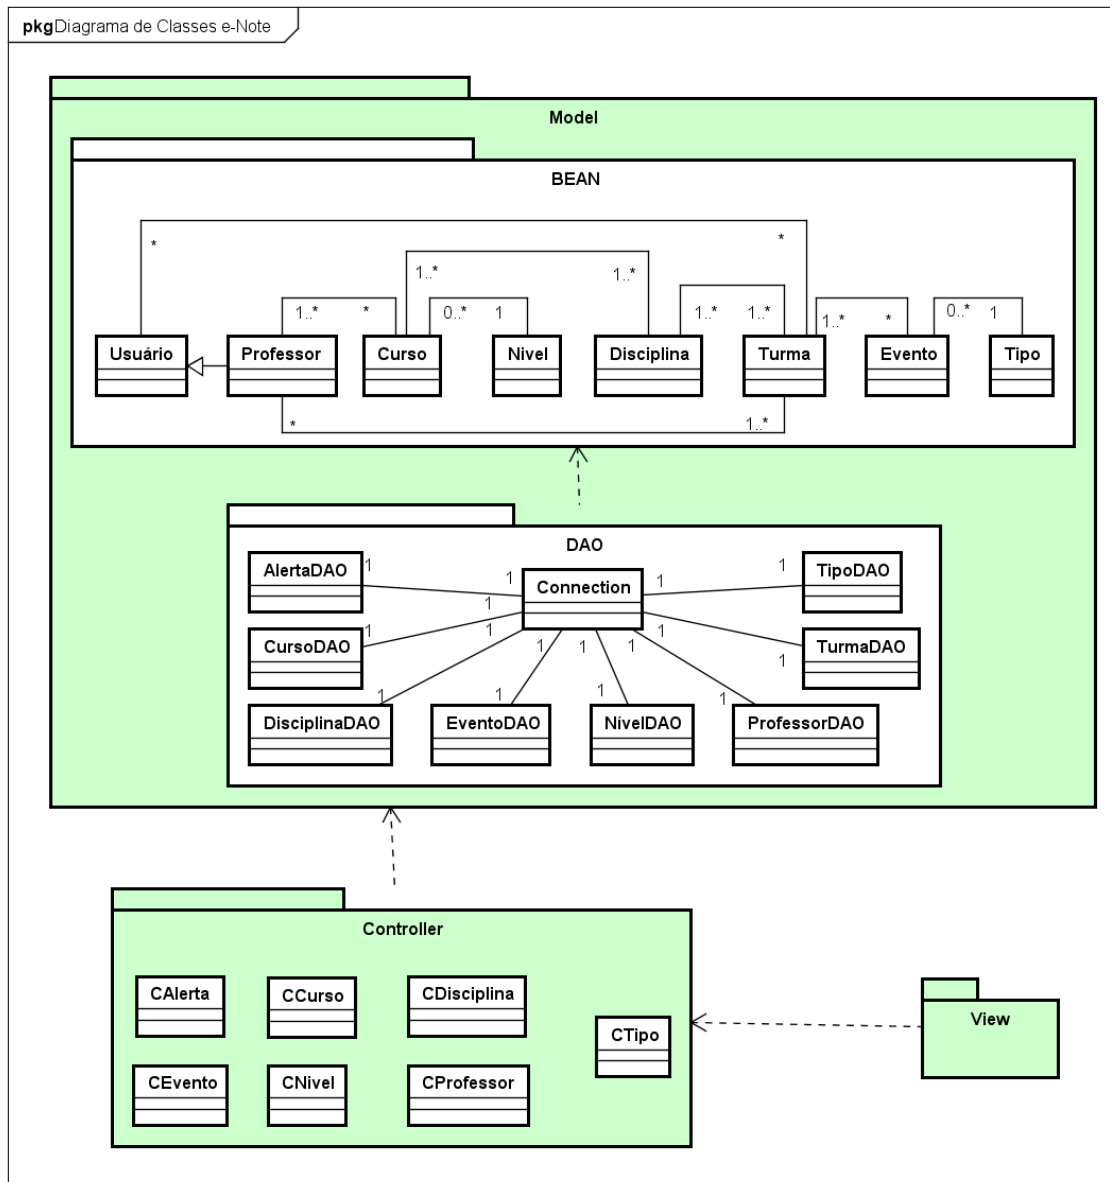 pkg Diagrama de Classes e-Note
Model
BEAN
* *
1..* 1..*
1..* * 0..* 1 1..* 1..* 1..* * 0..* 1
Usuário Professor Curso Nivel Disciplina Turma Evento Tipo
* 1..*
DAO
AlertaDAO 1 1 Connection 1 1 TipoDAO
CursoDAO 1 1 1 1 TurmaDAO
1 1 1 1
1 1 1 1
DisciplinaDAO EventoDAO NívelDAO ProfessorDAO
Controller
CAlerta CCurso CDisciplina
CTipo
View
CEvento CNivel CProfessor